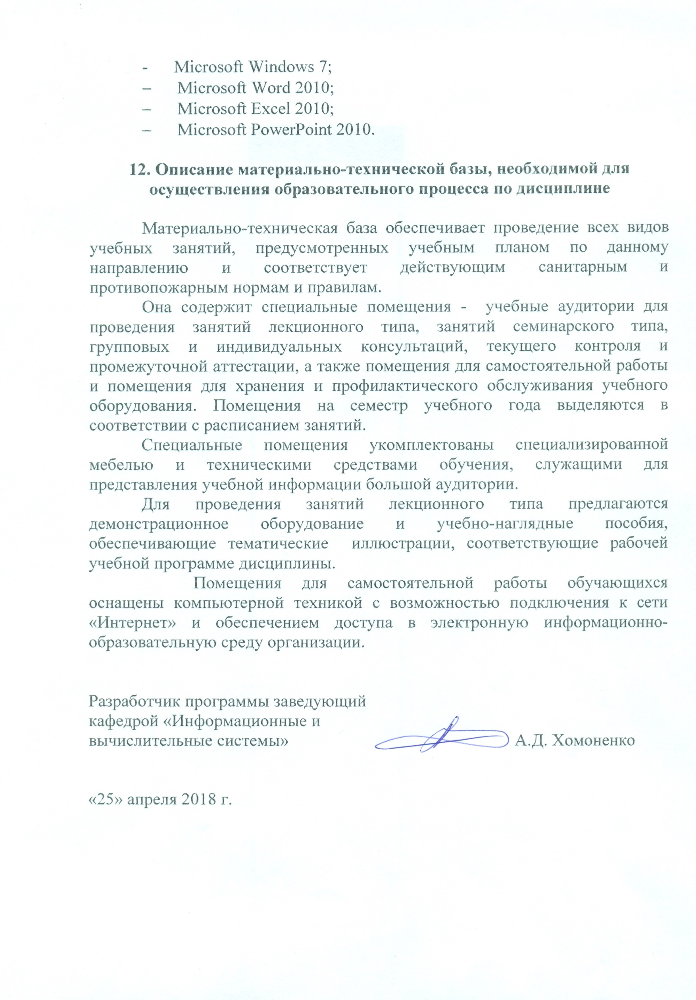 - Microsoft Windows 7;
– Microsoft Word 2010;
– Microsoft Excel 2010;
– Microsoft PowerPoint 2010.
12. Описание материально-технической базы, необходимой для
осуществления образовательного процесса по дисциплине
Материально-техническая база обеспечивает проведение всех видов
учебных занятий, предусмотренных учебным планом по данному
направлению и соответствует действующим санитарным и
противопожарным нормам и правилам.
Она содержит специальные помещения - учебные аудитории для
проведения занятий лекционного типа, занятий семинарского типа,
групповых и индивидуальных консультаций, текущего контроля и
промежуточной аттестации, а также помещения для самостоятельной работы
и помещения для хранения и профилактического обслуживания учебного
оборудования. Помещения на семестр учебного года выделяются в
соответствии с расписанием занятий.
Специальные помещения укомплектованы специализированной
мебелью и техническими средствами обучения, служащими для
представления учебной информации большой аудитории.
Для проведения занятий лекционного типа предлагаются
демонстрационное оборудование и учебно-наглядные пособия,
обеспечивающие тематические иллюстрации, соответствующие рабочей
учебной программе дисциплины.
Помещения для самостоятельной работы обучающихся
оснащены компьютерной техникой с возможностью подключения к сети
«Интернет» и обеспечением доступа в электронную информационно-
образовательную среду организации.
Разработчик программы заведующий
кафедрой «Информационные и
вычислительные системы» А.Д. Хомоненко
«25» апреля 2018 г.